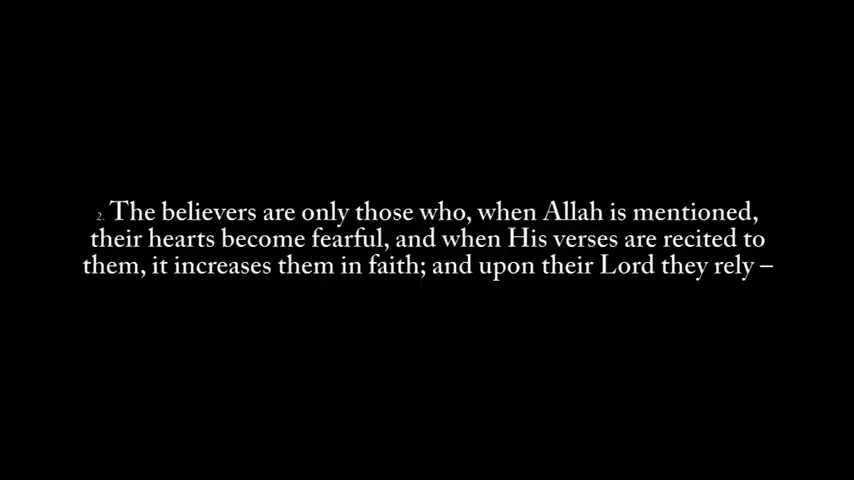 2. The believers are only those who, when Allah is mentioned,
their hearts become fearful, and when His verses are recited to
them, it increases them in faith; and upon their Lord they rely –